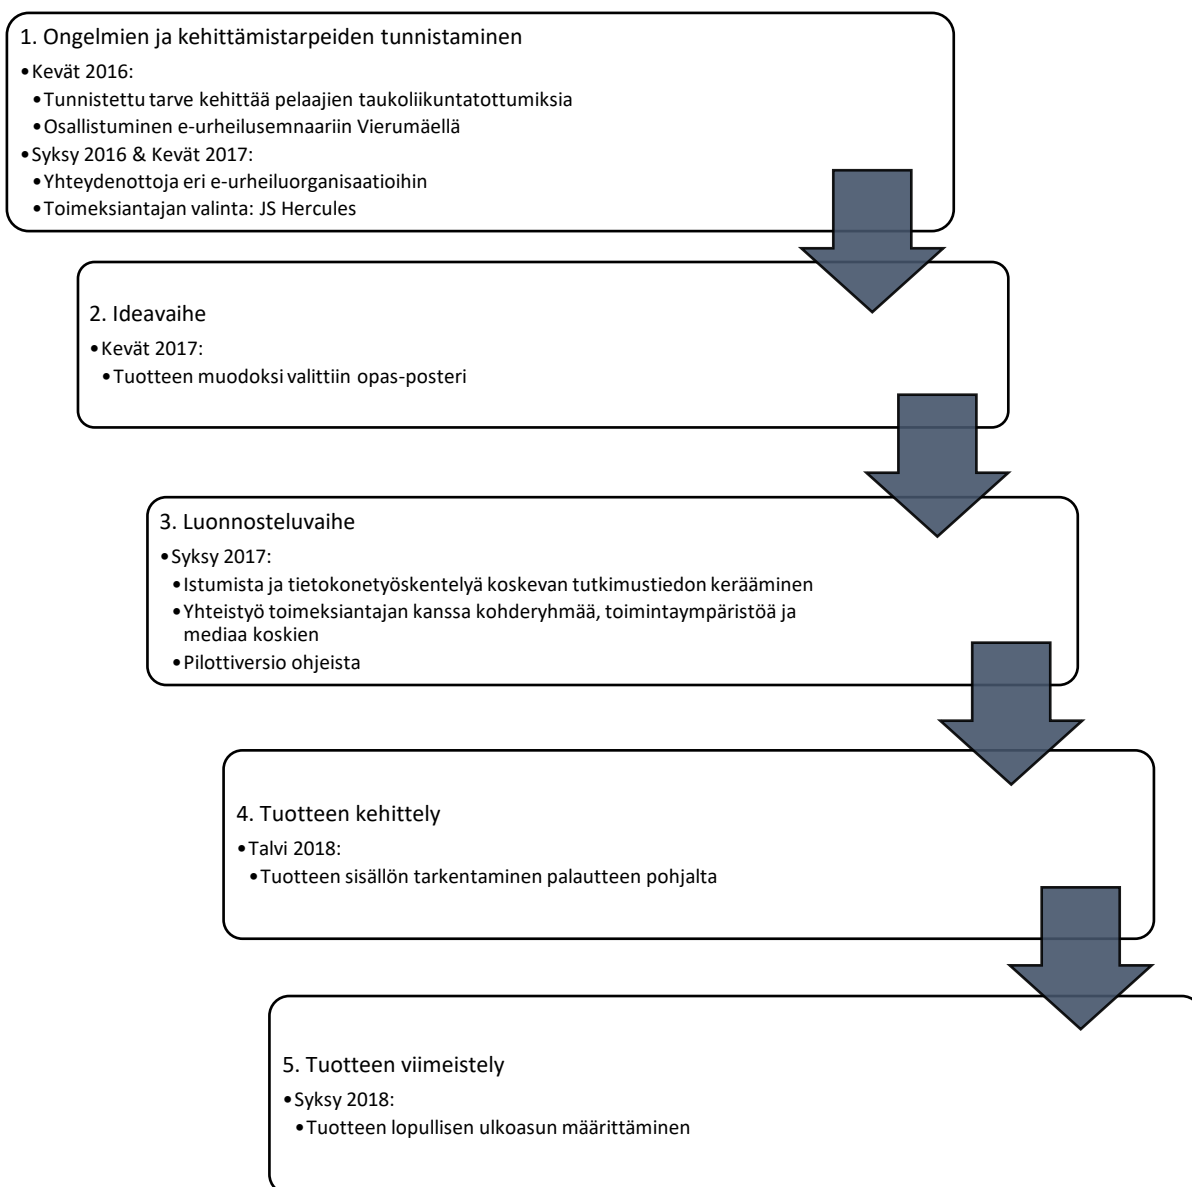 1. Ongelmien ja kehittämistarpeiden tunnistaminen
•Kevät 2016:
•Tunnistettu tarve kehittää pelaajien taukoliikuntatottumiksia
•Osallistuminen e-urheilusemnaariin Vierumäellä
•Syksy 2016 & Kevät 2017:
•Yhteydenottoja eri e-urheiluorganisaatioihin
•Toimeksiantajan valinta: JS Hercules
2. Ideavaihe
•Kevät 2017:
•Tuotteen muodoksi valittiin opas-posteri
3. Luonnosteluvaihe
•Syksy 2017:
•Istumista ja tietokonetyöskentelyä koskevan tutkimustiedon kerääminen
•Yhteistyö toimeksiantajan kanssa kohderyhmää, toimintaympäristöä ja
mediaa koskien
•Pilottiversio ohjeista
4. Tuotteen kehittely
•Talvi 2018:
•Tuotteen sisällön tarkentaminen palautteen pohjalta
5. Tuotteen viimeistely
•Syksy 2018:
•Tuotteen lopullisen ulkoasun määrittäminen